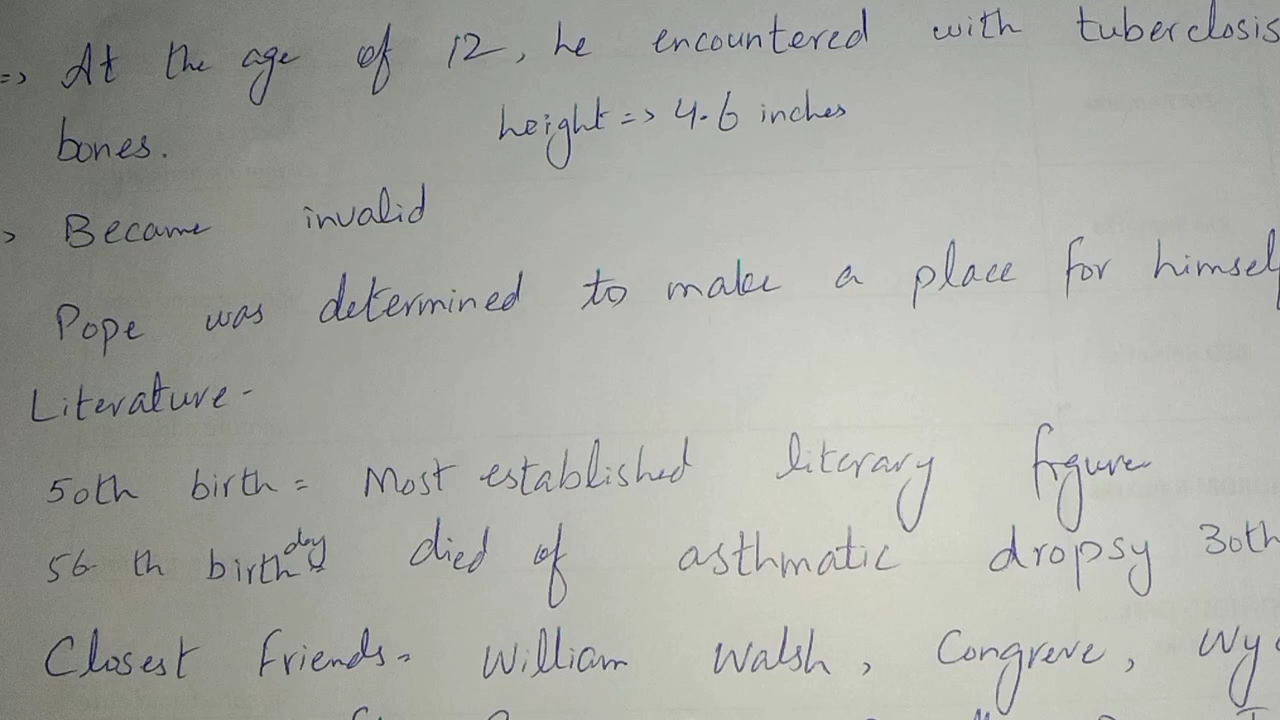 => At the age of 12, he encountered with tuberclosis
bones. height => 4.6 inches
> Became invalid
Pope was determined to make a place for himsel
Literature-
50th birth = Most established literary figure
56 th birthday died of asthmatic dropsy 30th
Closest Friends- William Walsh, Congreve, Wy